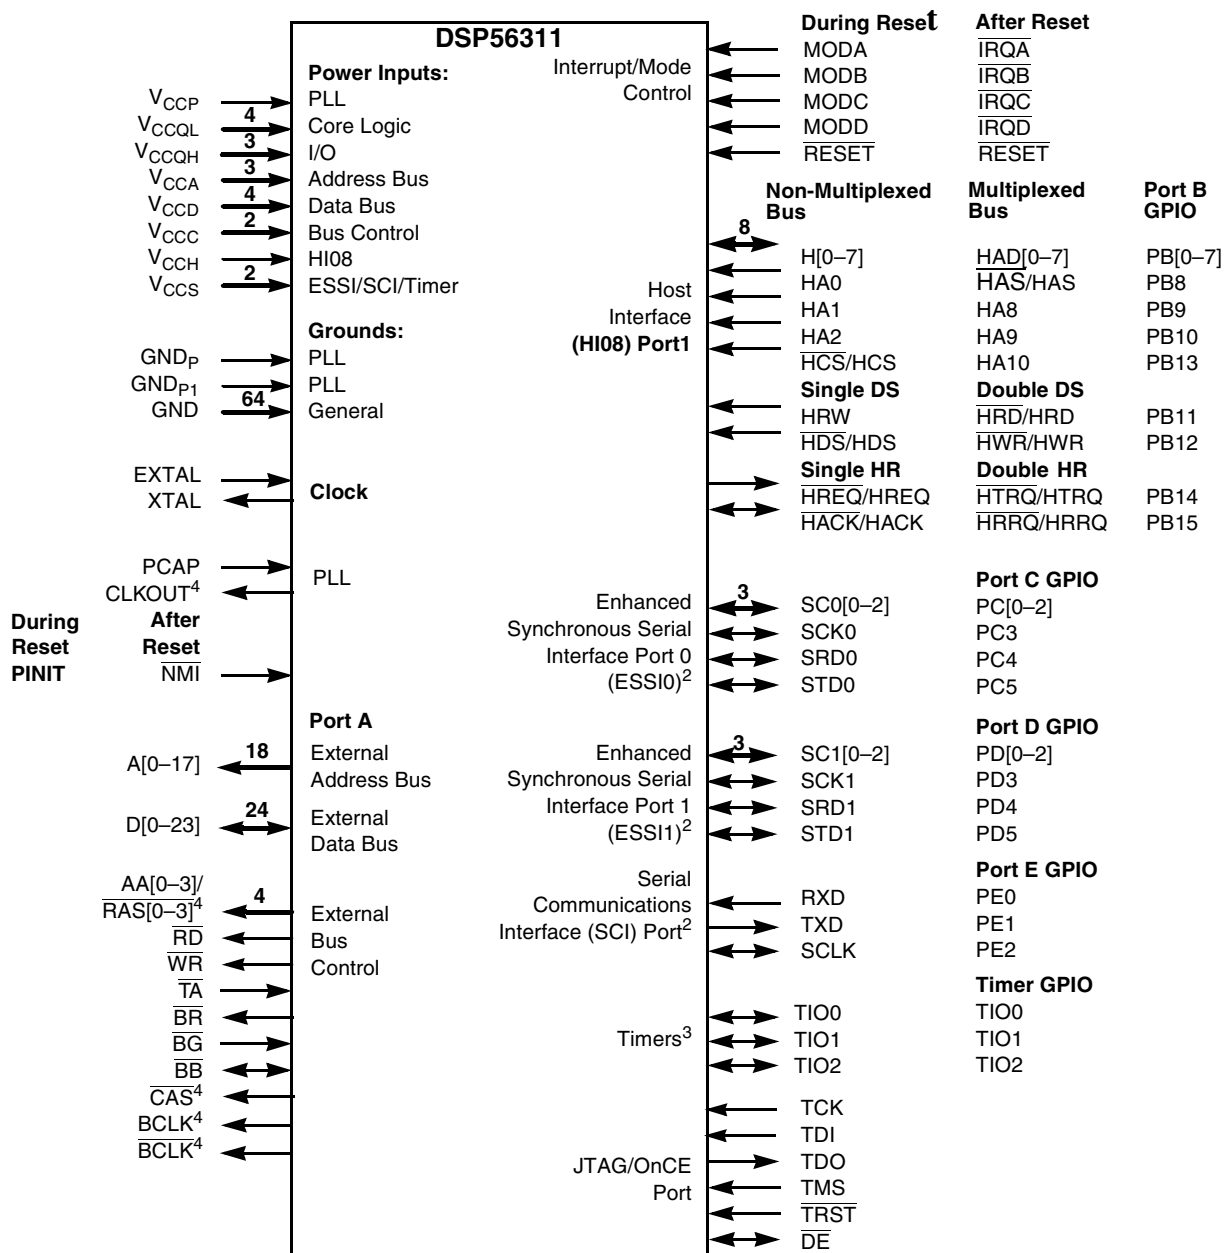 DSP56311
During Reset After Reset
Interrupt/Mode Control
MODA IRQA
MODB IRQB
MODC IRQC
MODD IRQD
RESET RESET
Power Inputs:
VCCP PLL
VCCQL 4 Core Logic
VCCQH 3 I/O
VCCA 3 Address Bus
VCCD 4 Data Bus
VCCC 2 Bus Control
VCCH HI08
VCCS 2 ESSI/SCI/Timer
Grounds:
GNDP PLL
GNDP1 PLL
GND 64 General
EXTAL
XTAL
Clock
PCAP
CLKOUT4
PLL
During Reset After Reset
PINIT NMI
Port A
A[0–17] 18 External Address Bus
D[0–23] 24 External Data Bus
AA[0–3]/
RAS[0–3]4 4
External
Bus
Control
RD
WR
TA
BR
BG
BB
CAS4
BCLK4
BCLK4
Non-Multiplexed Bus Multiplexed Bus Port B GPIO
Host
Interface
(HI08) Port1
8
H[0–7] HAD[0–7] PB[0–7]
HA0 HAS/HAS PB8
HA1 HA8 PB9
HA2 HA9 PB10
HCS/HCS HA10 PB13
Single DS Double DS
HRW HRD/HRD PB11
HDS/HDS HWR/HWR PB12
Single HR Double HR
HREQ/HREQ HTRQ/HTRQ PB14
HACK/HACK HRRQ/HRRQ PB15
Port C GPIO
Enhanced
Synchronous Serial
Interface Port 0
(ESSI0)2
3
SC0[0–2] PC[0–2]
SCK0 PC3
SRD0 PC4
STD0 PC5
Port D GPIO
Enhanced
Synchronous Serial
Interface Port 1
(ESSI1)2
3
SC1[0–2] PD[0–2]
SCK1 PD3
SRD1 PD4
STD1 PD5
Port E GPIO
Serial
Communications
Interface (SCI) Port2
RXD PE0
TXD PE1
SCLK PE2
Timer GPIO
Timers3
TIO0 TIO0
TIO1 TIO1
TIO2 TIO2
JTAG/OnCE
Port
TCK
TDI
TDO
TMS
TRST
DE